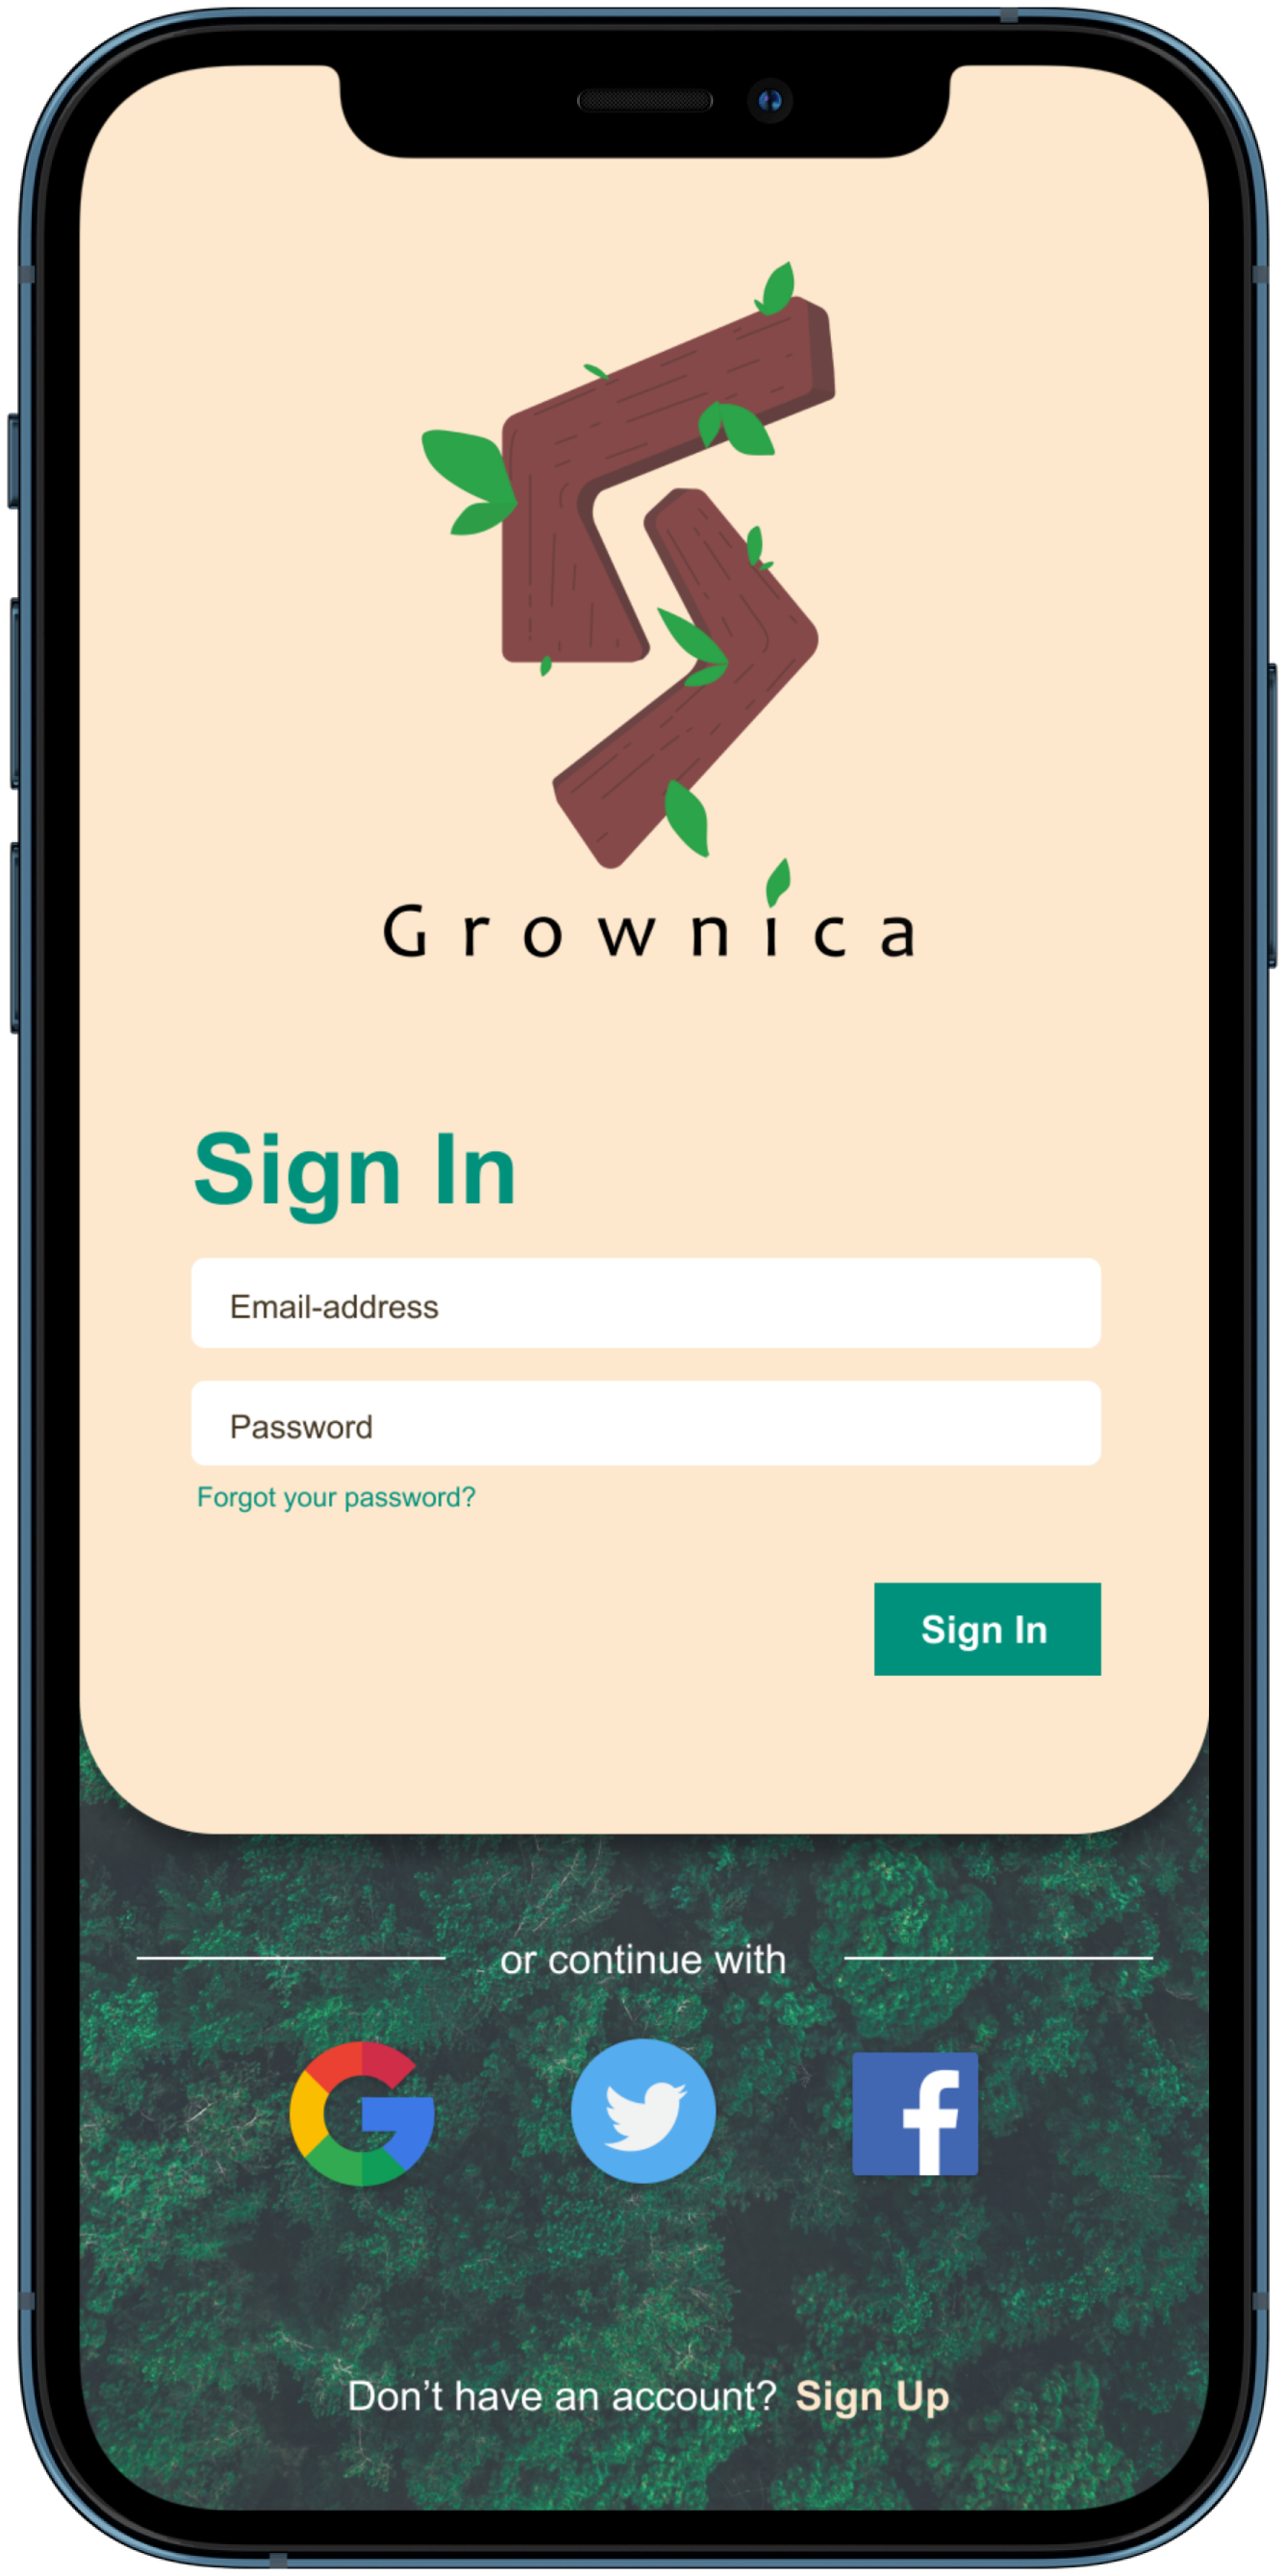 Grownica
Sign In
Email-address
Password
Forgot your password?
Sign In
or continue with
Don’t have an account? Sign Up